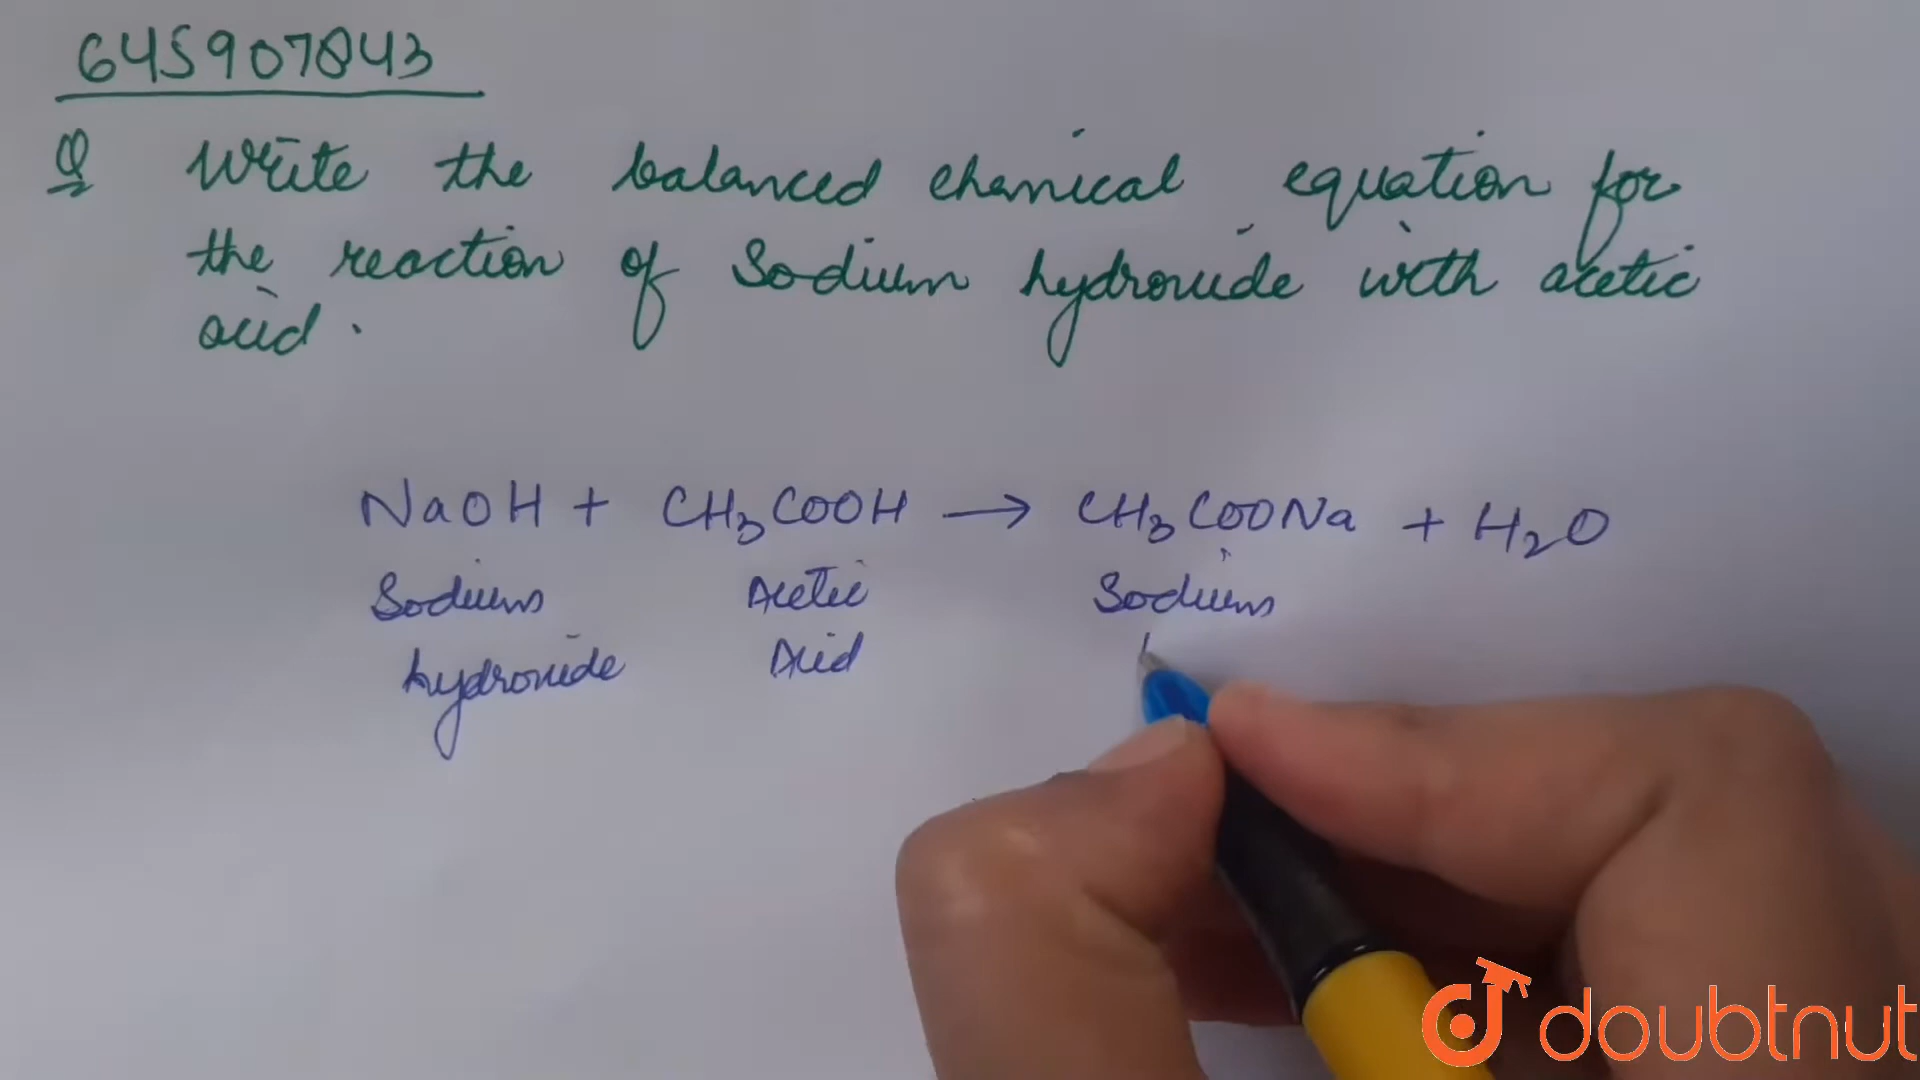 645907843
Q Write the balanced chemical equation for
the reaction of Sodium hydroxide with acetic
acid.
NaOH + CH3COOH → CH3COONa + H2O
Sodium Acetic Sodium
hydroxide Acid
doubtnut